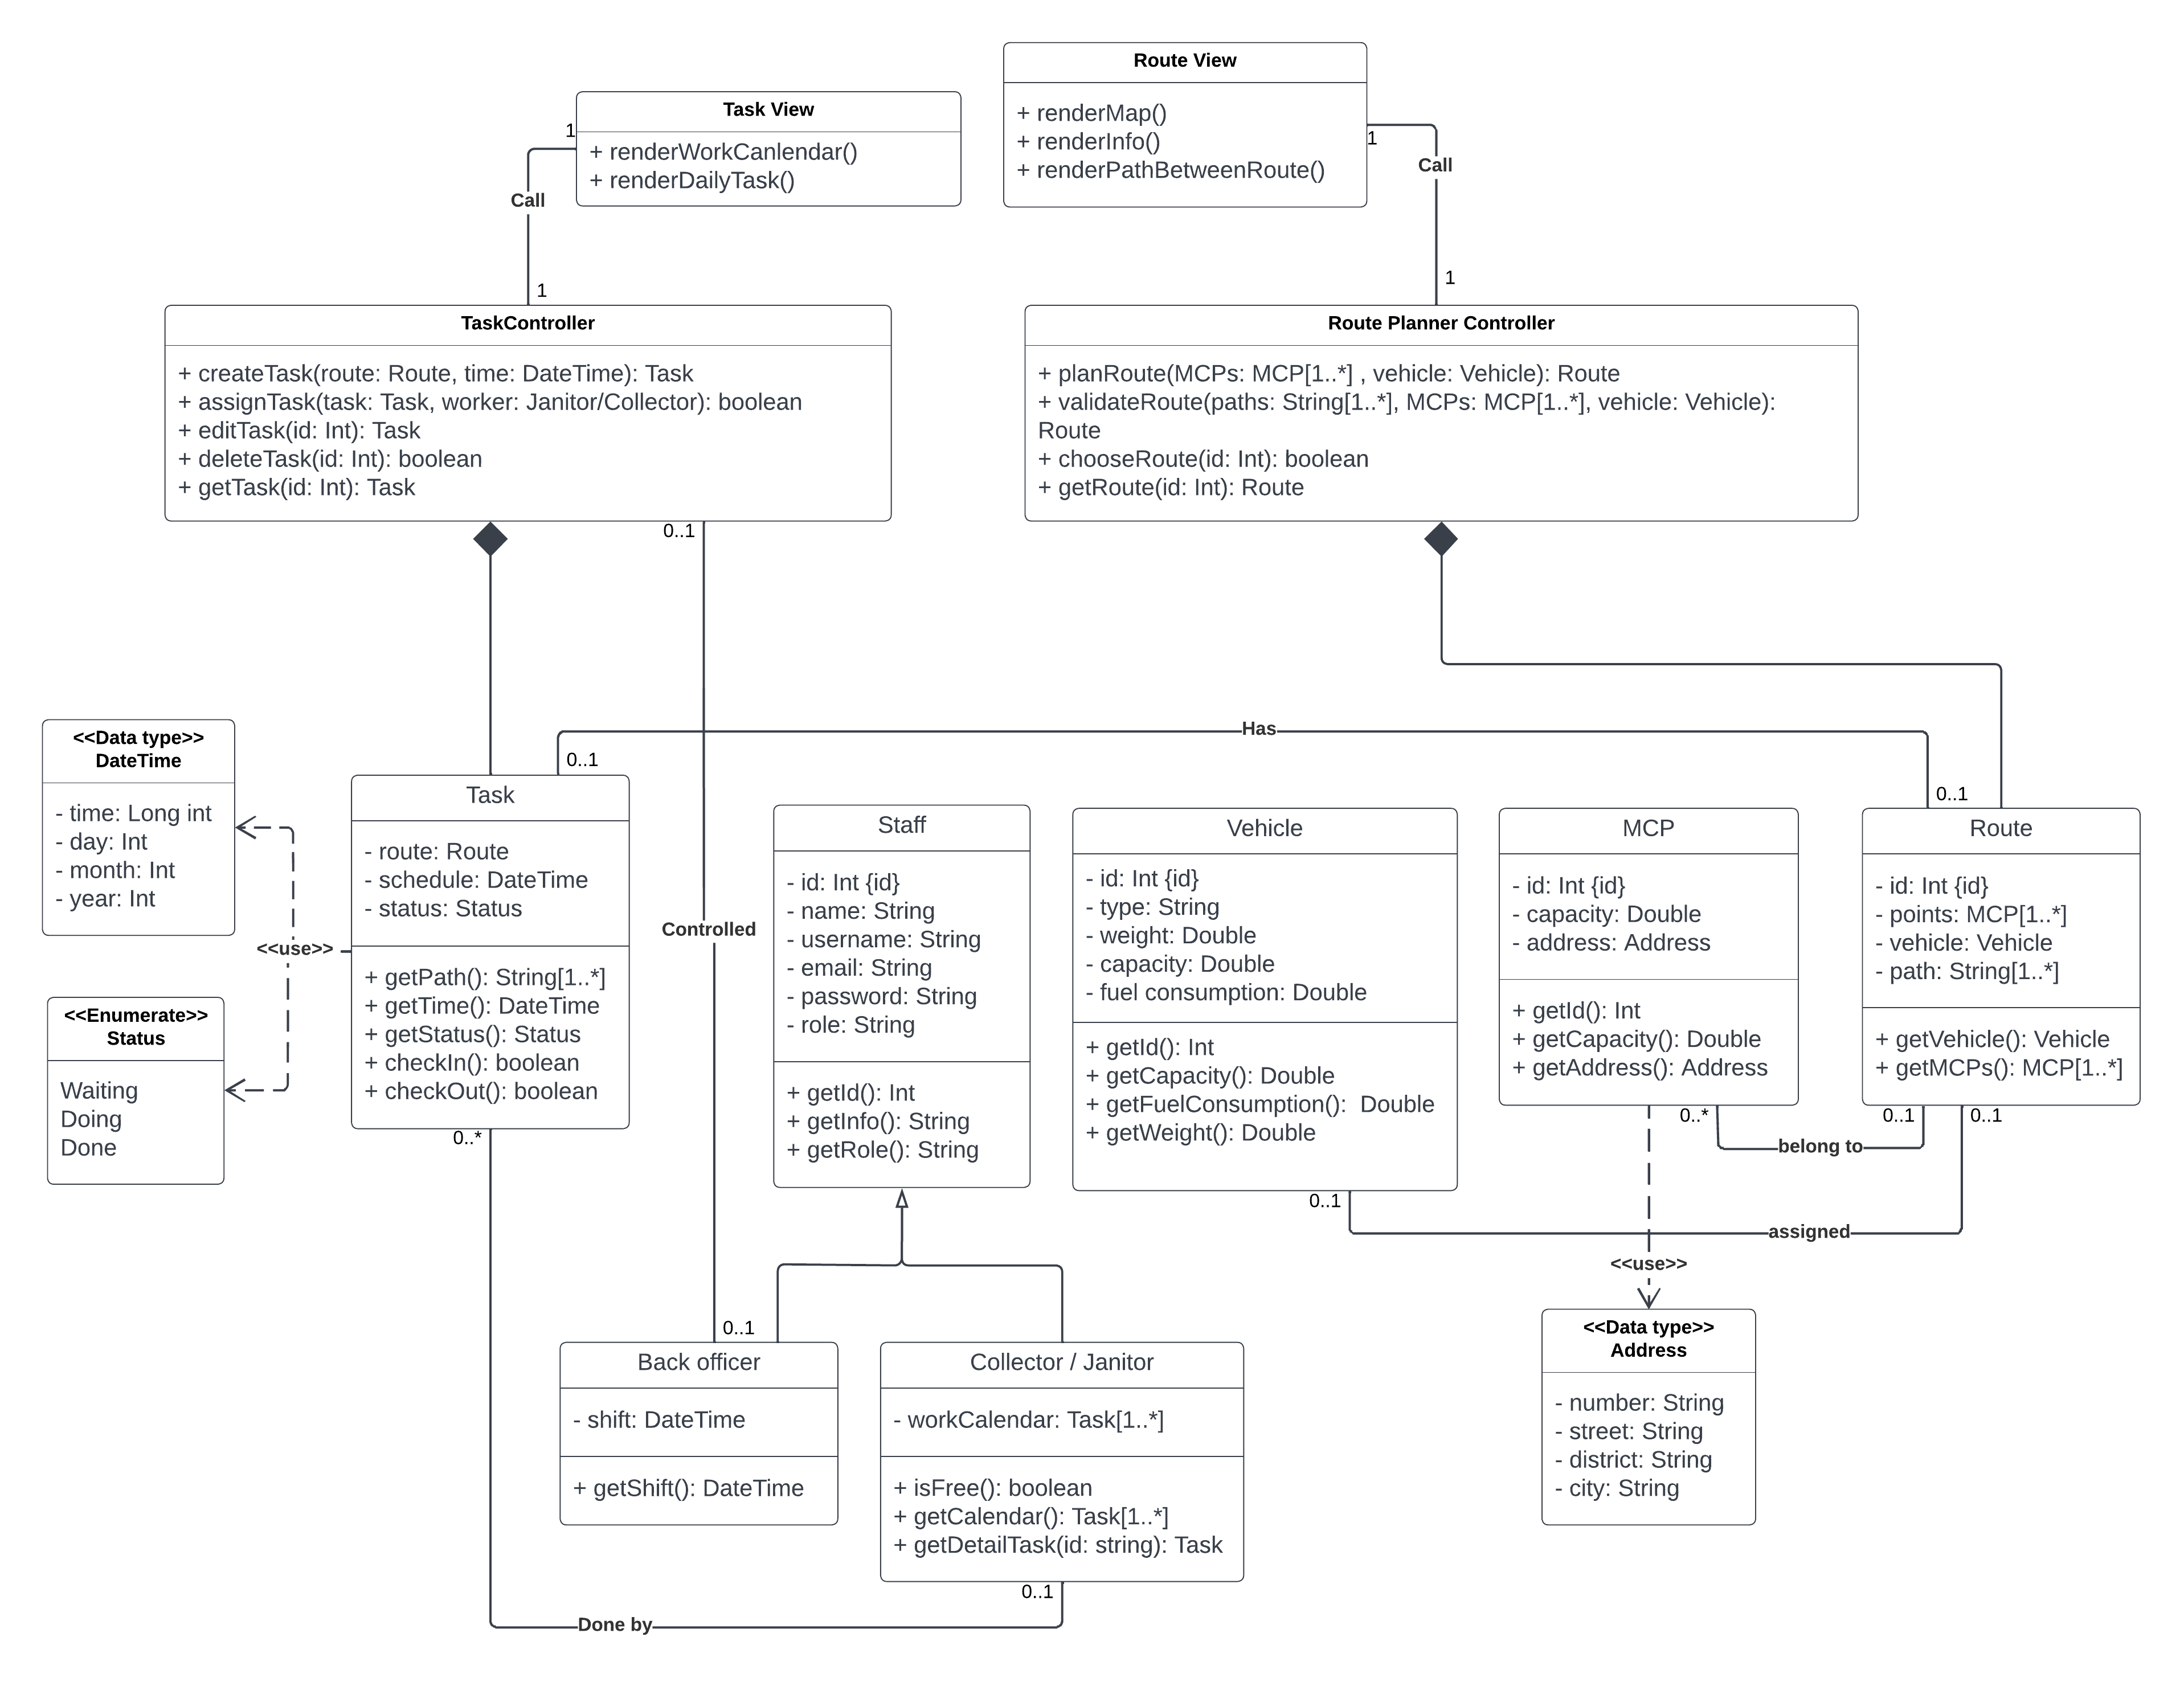 Route View
+ renderMap()
+ renderInfo()
+ renderPathBetweenRoute()
1
Call
1
Task View
+ renderWorkCanlendar()
+ renderDailyTask()
1
Call
1
TaskController
+ createTask(route: Route, time: DateTime): Task
+ assignTask(task: Task, worker: Janitor/Collector): boolean
+ editTask(id: Int): Task
+ deleteTask(id: Int): boolean
+ getTask(id: Int): Task
0..1
Route Planner Controller
+ planRoute(MCPs: MCP[1..*] , vehicle: Vehicle): Route
+ validateRoute(paths: String[1..*], MCPs: MCP[1..*], vehicle: Vehicle):
Route
+ chooseRoute(id: Int): boolean
+ getRoute(id: Int): Route
Has
0..1
0..1
<<Data type>>
DateTime
- time: Long int
- day: Int
- month: Int
- year: Int
<<use>>
<<Enumerate>>
Status
Waiting
Doing
Done
Task
- route: Route
- schedule: DateTime
- status: Status
+ getPath(): String[1..*]
+ getTime(): DateTime
+ getStatus(): Status
+ checkIn(): boolean
+ checkOut(): boolean
0..*
Controlled
0..1
Staff
- id: Int {id}
- name: String
- username: String
- email: String
- password: String
- role: String
+ getId(): Int
+ getInfo(): String
+ getRole(): String
Vehicle
- id: Int {id}
- type: String
- weight: Double
- capacity: Double
- fuel consumption: Double
+ getId(): Int
+ getCapacity(): Double
+ getFuelConsumption():  Double
+ getWeight(): Double
0..1
MCP
- id: Int {id}
- capacity: Double
- address: Address
+ getId(): Int
+ getCapacity(): Double
+ getAddress(): Address
0..*
Route
- id: Int {id}
- points: MCP[1..*]
- vehicle: Vehicle
- path: String[1..*]
+ getVehicle(): Vehicle
+ getMCPs(): MCP[1..*]
0..1
0..1
belong to
assigned
<<use>>
Back officer
- shift: DateTime
+ getShift(): DateTime
Collector / Janitor
- workCalendar: Task[1..*]
+ isFree(): boolean
+ getCalendar(): Task[1..*]
+ getDetailTask(id: string): Task
0..1
Done by
<<Data type>>
Address
- number: String
- street: String
- district: String
- city: String